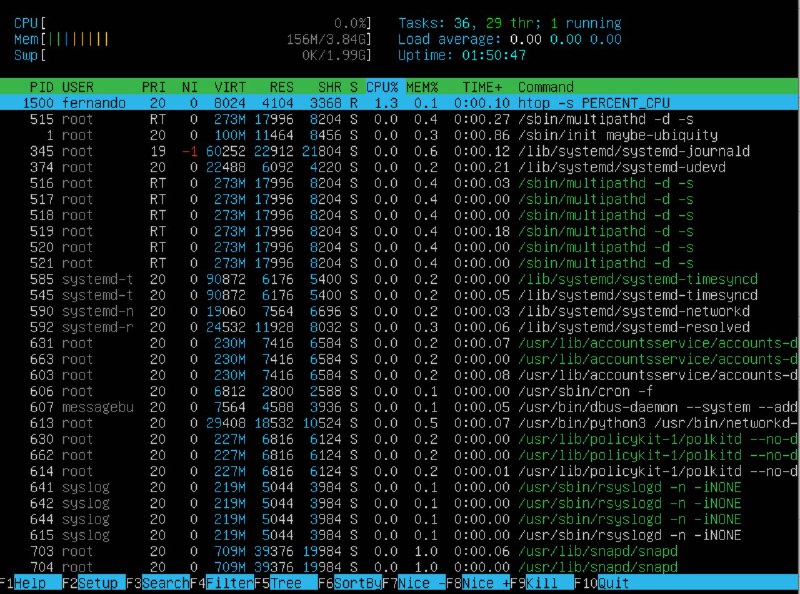 CPU[ 0.0%] Tasks: 36, 29 thr; 1 running
Mem[|||||||| 156M/3.84G] Load average: 0.00 0.00 0.00
Swp[ 0K/1.99G] Uptime: 01:50:47
PID USER PRI NI VIRT RES SHR S CPU% MEM% TIME+ Command
1500 fernando 20 0 8024 4104 3368 R 1.3 0.1 0:00.10 htop -s PERCENT_CPU
515 root RT 0 273M 17996 8204 S 0.0 0.4 0:00.27 /sbin/multipathd -d -s
1 root 20 0 100M 11464 8456 S 0.0 0.3 0:00.86 /sbin/init maybe-ubiquity
345 root 19 -1 60252 22912 21804 S 0.0 0.6 0:00.12 /lib/systemd/systemd-journald
374 root 20 0 22488 6092 4220 S 0.0 0.2 0:00.21 /lib/systemd/systemd-udevd
516 root RT 0 273M 17996 8204 S 0.0 0.4 0:00.03 /sbin/multipathd -d -s
517 root RT 0 273M 17996 8204 S 0.0 0.4 0:00.00 /sbin/multipathd -d -s
518 root RT 0 273M 17996 8204 S 0.0 0.4 0:00.00 /sbin/multipathd -d -s
519 root RT 0 273M 17996 8204 S 0.0 0.4 0:00.18 /sbin/multipathd -d -s
520 root RT 0 273M 17996 8204 S 0.0 0.4 0:00.00 /sbin/multipathd -d -s
521 root RT 0 273M 17996 8204 S 0.0 0.4 0:00.00 /sbin/multipathd -d -s
585 systemd-t 20 0 90872 6176 5400 S 0.0 0.2 0:00.00 /lib/systemd/systemd-timesyncd
545 systemd-t 20 0 90872 6176 5400 S 0.0 0.2 0:00.05 /lib/systemd/systemd-timesyncd
590 systemd-n 20 0 19060 7564 6696 S 0.0 0.2 0:00.03 /lib/systemd/systemd-networkd
592 systemd-r 20 0 24532 11928 8032 S 0.0 0.3 0:00.06 /lib/systemd/systemd-resolved
631 root 20 0 230M 7416 6584 S 0.0 0.2 0:00.07 /usr/lib/accountsservice/accounts-d
663 root 20 0 230M 7416 6584 S 0.0 0.2 0:00.00 /usr/lib/accountsservice/accounts-d
603 root 20 0 230M 7416 6584 S 0.0 0.2 0:00.08 /usr/lib/accountsservice/accounts-d
606 root 20 0 6812 2800 2588 S 0.0 0.1 0:00.00 /usr/sbin/cron -f
607 messagebu 20 0 7564 4588 3936 S 0.0 0.1 0:00.05 /usr/bin/dbus-daemon --system --add
613 root 20 0 29408 18532 10524 S 0.0 0.5 0:00.07 /usr/bin/python3 /usr/bin/networkd-
630 root 20 0 227M 6816 6124 S 0.0 0.2 0:00.00 /usr/lib/policykit-1/polkitd --no-d
662 root 20 0 227M 6816 6124 S 0.0 0.2 0:00.00 /usr/lib/policykit-1/polkitd --no-d
614 root 20 0 227M 6816 6124 S 0.0 0.2 0:00.01 /usr/lib/policykit-1/polkitd --no-d
641 syslog 20 0 219M 5044 3984 S 0.0 0.1 0:00.00 /usr/sbin/rsyslogd -n -iNONE
642 syslog 20 0 219M 5044 3984 S 0.0 0.1 0:00.00 /usr/sbin/rsyslogd -n -iNONE
644 syslog 20 0 219M 5044 3984 S 0.0 0.1 0:00.00 /usr/sbin/rsyslogd -n -iNONE
615 syslog 20 0 219M 5044 3984 S 0.0 0.1 0:00.00 /usr/sbin/rsyslogd -n -iNONE
703 root 20 0 709M 39376 19984 S 0.0 1.0 0:00.06 /usr/lib/snapd/snapd
704 root 20 0 709M 39376 19984 S 0.0 1.0 0:00.00 /usr/lib/snapd/snapd
F1Help F2Setup F3SearchF4FilterF5Tree F6SortByF7Nice -F8Nice +F9Kill F10Quit